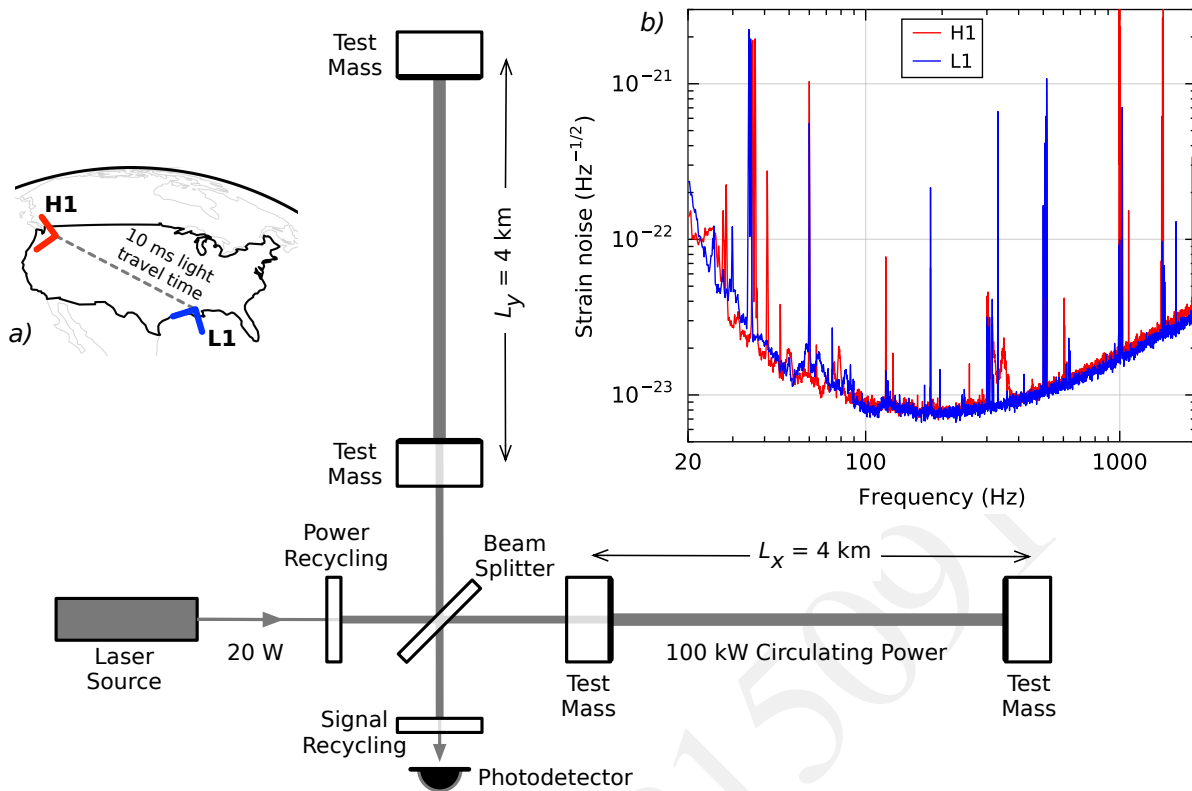 a)
H1
10 ms light
travel time
L1
Test
Mass
Ly = 4 km
Test
Mass
b)
H1
L1
Strain noise (Hz−1/2)
10−21
10−22
10−23
20
100
1000
Frequency (Hz)
Laser
Source
20 W
Power
Recycling
Beam
Splitter
Lx = 4 km
100 kW Circulating Power
Test
Mass
Test
Mass
Signal
Recycling
Photodetector